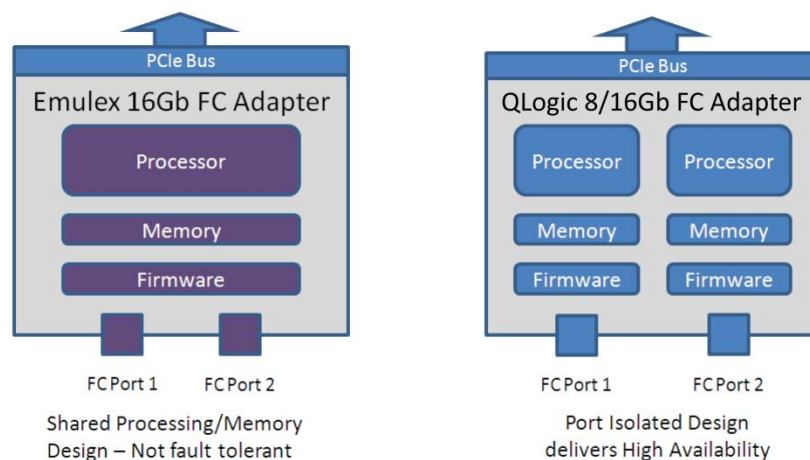 PCIe Bus
Emulex 16Gb FC Adapter
Processor
Memory
Firmware
FC Port 1 FC Port 2
Shared Processing/Memory
Design – Not fault tolerant
PCIe Bus
QLogic 8/16Gb FC Adapter
Processor Processor
Memory Memory
Firmware Firmware
FC Port 1 FC Port 2
Port Isolated Design
delivers High Availability